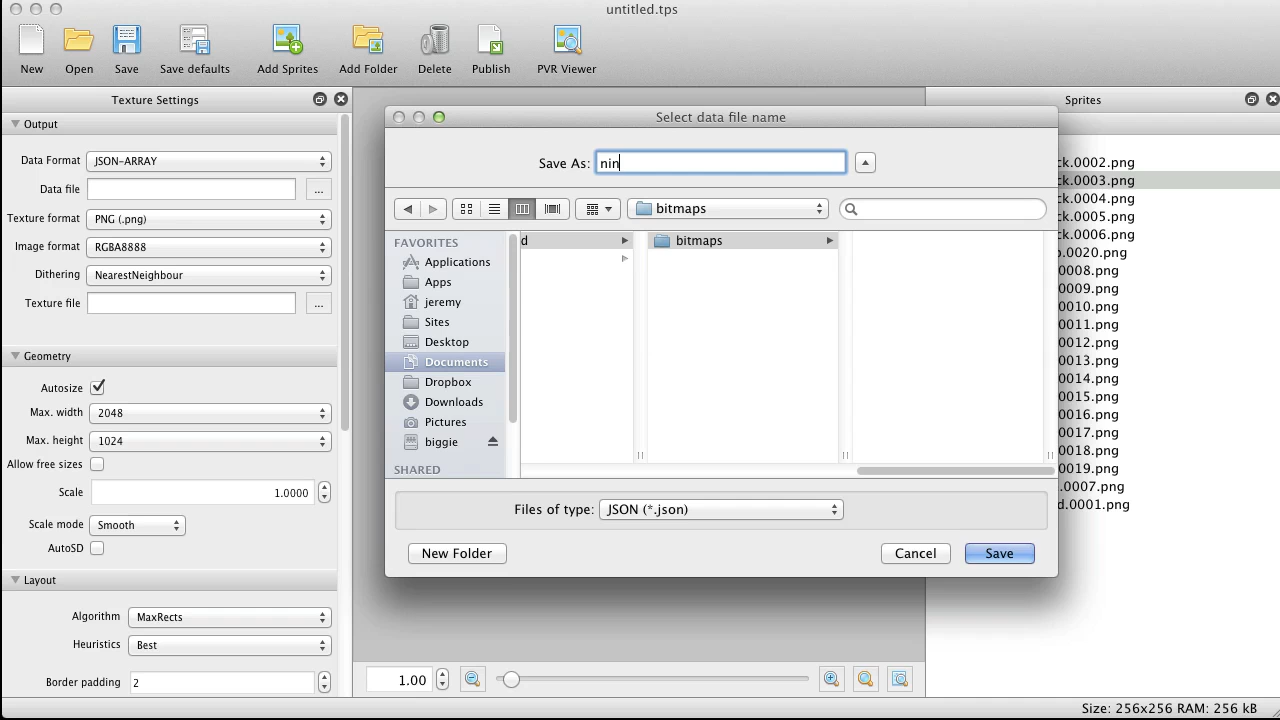 untitled.tps
New
Open
Save
Save defaults
Add Sprites
Add Folder
Delete
Publish
PVR Viewer
Texture Settings
Output
Data Format
JSON-ARRAY
Data file
...
Texture format
PNG (.png)
Image format
RGBA8888
Dithering
NearestNeighbour
Texture file
...
Geometry
Autosize
Max. width
2048
Max. height
1024
Allow free sizes
Scale
1.0000
Scale mode
Smooth
AutoSD
Layout
Algorithm
MaxRects
Heuristics
Best
Border padding
2
Select data file name
Save As:
nin
bitmaps
FAVORITES
Applications
Apps
jeremy
Sites
Desktop
Documents
Dropbox
Downloads
Pictures
biggie
SHARED
d
bitmaps
Files of type:
JSON (*.json)
New Folder
Cancel
Save
1.00
Sprites
ck.0002.png
ck.0003.png
ck.0004.png
ck.0005.png
ck.0006.png
.0020.png
.0008.png
.0009.png
.0010.png
.0011.png
.0012.png
.0013.png
.0014.png
.0015.png
.0016.png
.0017.png
.0018.png
.0019.png
.0007.png
d.0001.png
Size: 256x256 RAM: 256 kB